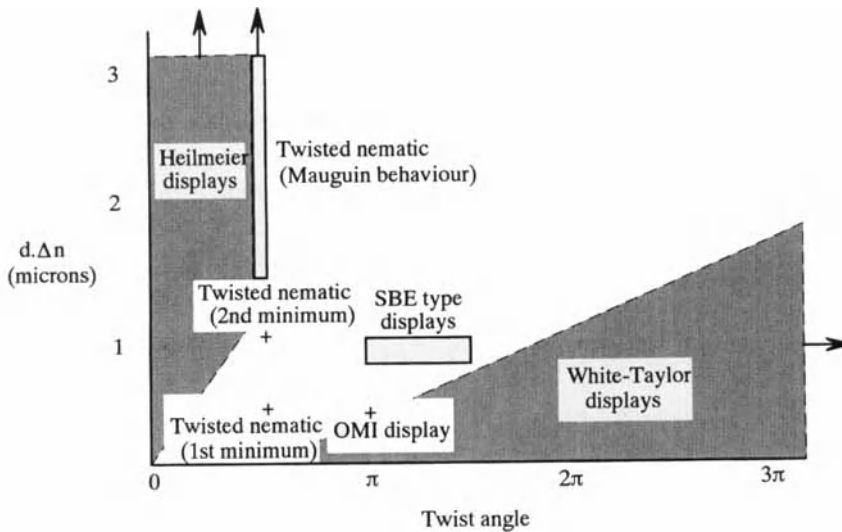 3
Heilmeier
displays
Twisted nematic
(Mauguin behaviour)
2
d.Δn
(microns)
Twisted nematic
(2nd minimum)
SBE type
displays
1
White-Taylor
displays
+
+
+
Twisted nematic
(1st minimum)
OMI display
0
π
2π
3π
Twist angle